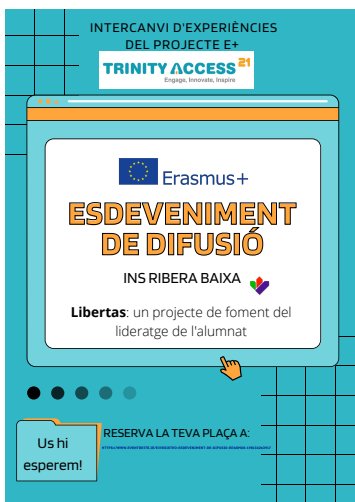 INTERCANVI D'EXPERIÈNCIES
DEL PROJECTE E+
TRINITY ACCESS 21
Engage, Innovate, Inspire
Erasmus+
ESDEVENIMENT
DE DIFUSIÓ
INS RIBERA BAIXA
Libertas: un projecte de foment del
lideratge de l'alumnat
Us hi
esperem!
RESERVA LA TEVA PLAÇA A: